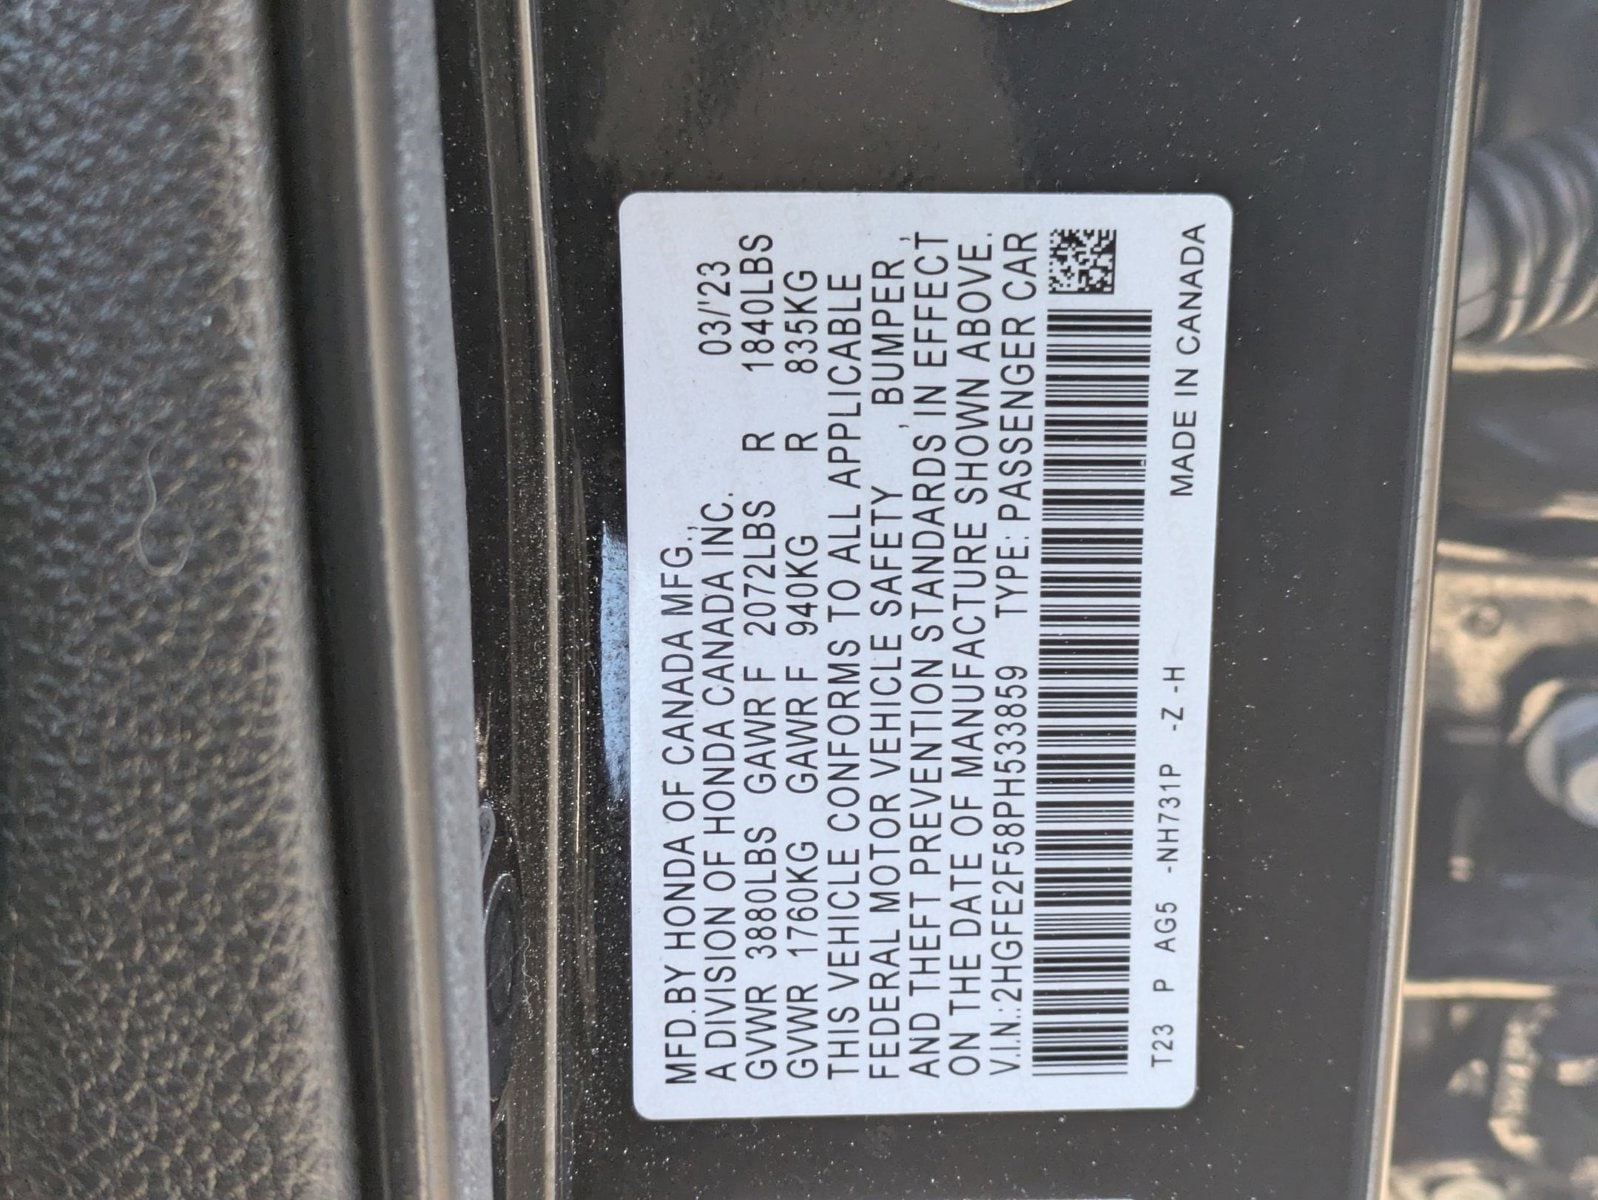 MFD.BY HONDA OF CANADA MFG.,
A DIVISION OF HONDA CANADA INC. 03/'23
GVWR 3880LBS GAWR F 2072LBS R 1840LBS
GVWR 1760KG GAWR F 940KG R 835KG
THIS VEHICLE CONFORMS TO ALL APPLICABLE
FEDERAL MOTOR VEHICLE SAFETY , BUMPER ,
AND THEFT PREVENTION STANDARDS IN EFFECT
ON THE DATE OF MANUFACTURE SHOWN ABOVE.
V.I.N.:2HGFE2F58PH533859 TYPE: PASSENGER CAR
T23 P AG5 -NH731P -Z -H MADE IN CANADA